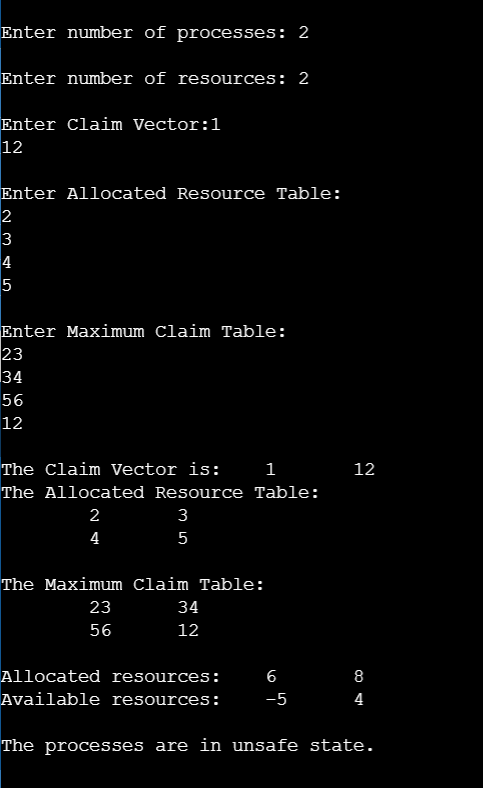 Enter number of processes: 2
Enter number of resources: 2
Enter Claim Vector:1
12
Enter Allocated Resource Table:
2
3
4
5
Enter Maximum Claim Table:
23
34
56
12
The Claim Vector is: 1 12
The Allocated Resource Table:
2 3
4 5
The Maximum Claim Table:
23 34
56 12
Allocated resources: 6 8
Available resources: -5 4
The processes are in unsafe state.